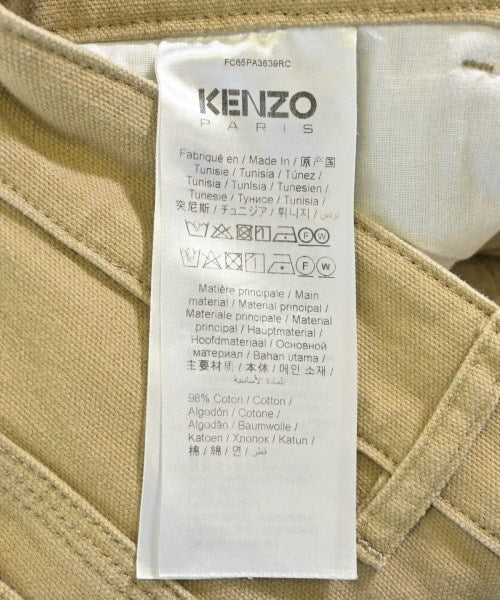 FC65PA3639RC
KENZO
PARIS
Fabriqué en / Made In / 原产国
Tunisie / Tunisia / Túnez /
Tunisia / Tunísia / Tunesien /
Tunesië / Тунисе / Tunisia /
突尼斯 / チュニジア / 튀니지 / تونس
Matière principale / Main
material / Material principal /
Materiale principale / Material
principal / Hauptmaterial /
Hoofdmateriaal / Основной
материал / Bahan utama /
主要材质 / 本体 / 메인 소재 /
المادة الأساسية
98% Coton / Cotton /
Algodón / Cotone /
Algodão / Baumwolle /
Katoen / Хлопок / Katun /
棉 / 綿 / 면 / قطن